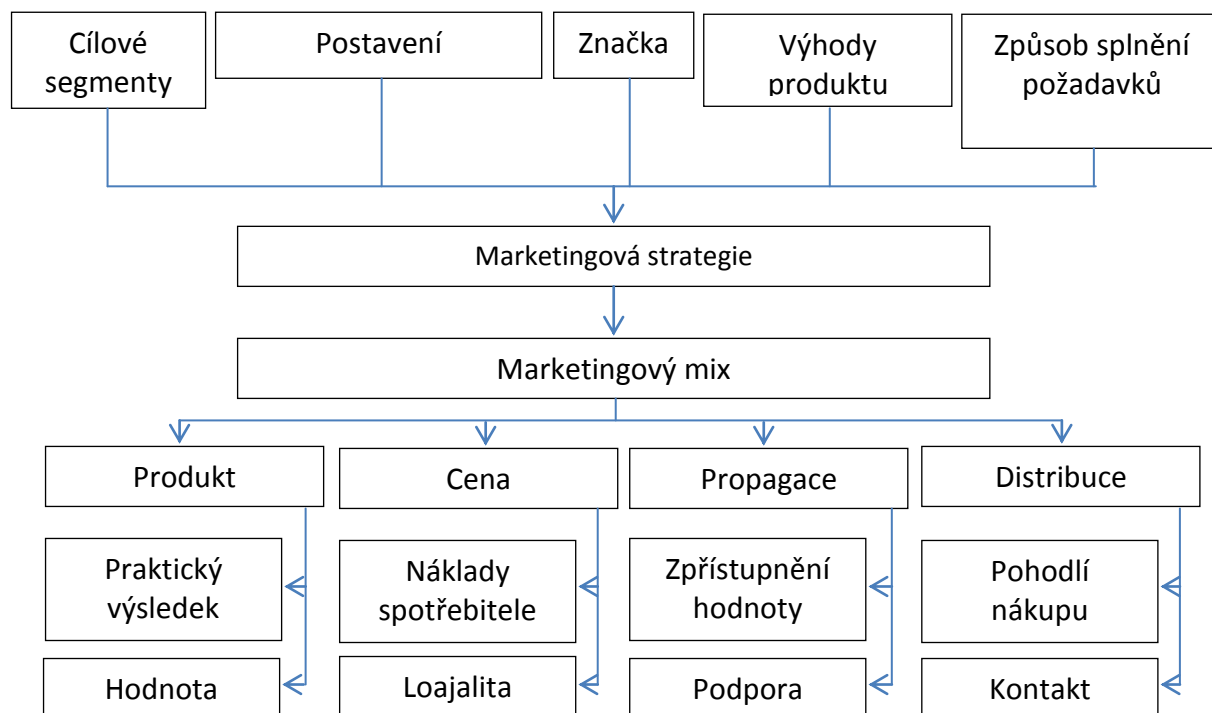 Cílové
segmenty
Postavení
Značka
Výhody
produktu
Způsob splnění
požadavků
Marketingová strategie
Marketingový mix
Produkt
Cena
Propagace
Distribuce
Praktický
výsledek
Náklady
spotřebitele
Zpřístupnění
hodnoty
Pohodlí
nákupu
Hodnota
Loajalita
Podpora
Kontakt